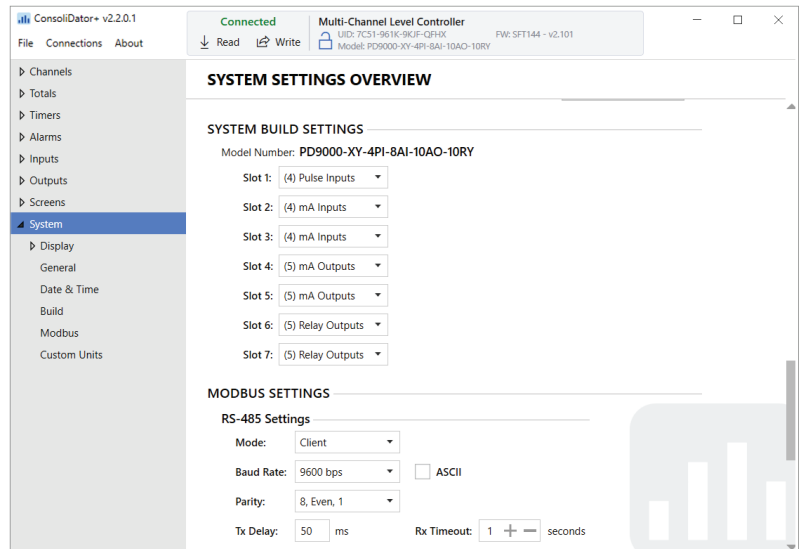 ConsoliDator+ v2.2.0.1
File Connections About
Connected
Read Write
Multi-Channel Level Controller
UID: 7C51-961K-9KJF-QFHX FW: SFT144 - v2.101
Model: PD9000-XY-4PI-8AI-10AO-10RY
Channels
Totals
Timers
Alarms
Inputs
Outputs
Screens
System
Display
General
Date & Time
Build
Modbus
Custom Units
SYSTEM SETTINGS OVERVIEW
SYSTEM BUILD SETTINGS
Model Number: PD9000-XY-4PI-8AI-10AO-10RY
Slot 1: (4) Pulse Inputs
Slot 2: (4) mA Inputs
Slot 3: (4) mA Inputs
Slot 4: (5) mA Outputs
Slot 5: (5) mA Outputs
Slot 6: (5) Relay Outputs
Slot 7: (5) Relay Outputs
MODBUS SETTINGS
RS-485 Settings
Mode: Client
Baud Rate: 9600 bps ASCII
Parity: 8, Even, 1
Tx Delay: 50 ms Rx Timeout: 1 seconds